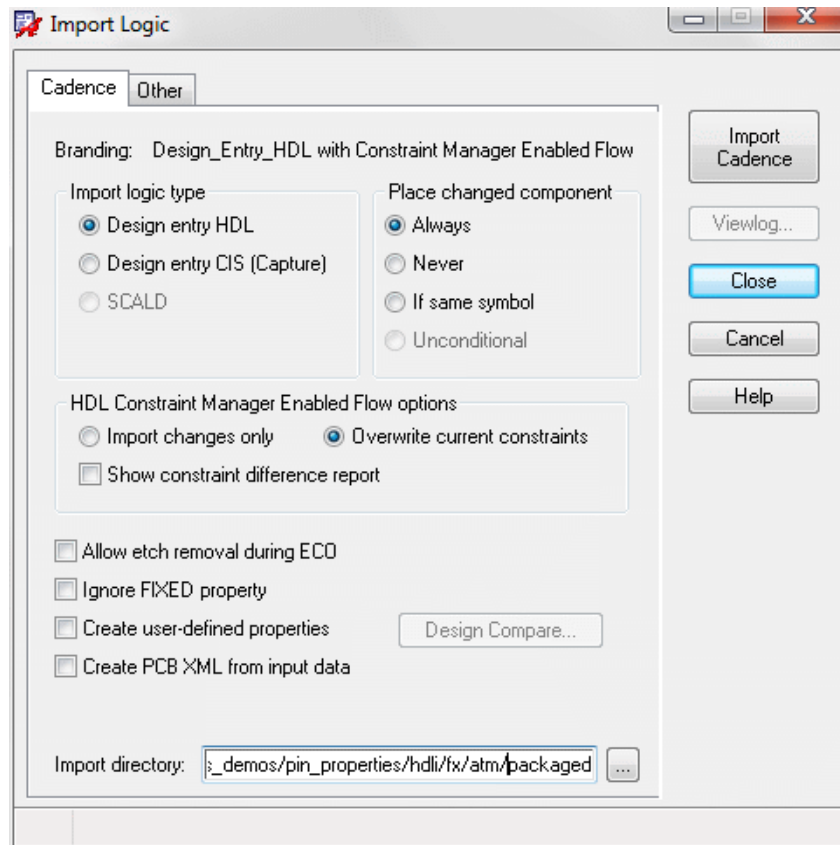 Import Logic
Cadence
Other
Branding: Design_Entry_HDL with Constraint Manager Enabled Flow
Import logic type
Design entry HDL
Design entry CIS (Capture)
SCALD
Place changed component
Always
Never
If same symbol
Unconditional
HDL Constraint Manager Enabled Flow options
Import changes only
Overwrite current constraints
Show constraint difference report
Allow etch removal during ECO
Ignore FIXED property
Create user-defined properties
Design Compare...
Create PCB XML from input data
Import directory: s_demos/pin_properties/hdli/fx/atm/packaged
...
Import
Cadence
Viewlog...
Close
Cancel
Help